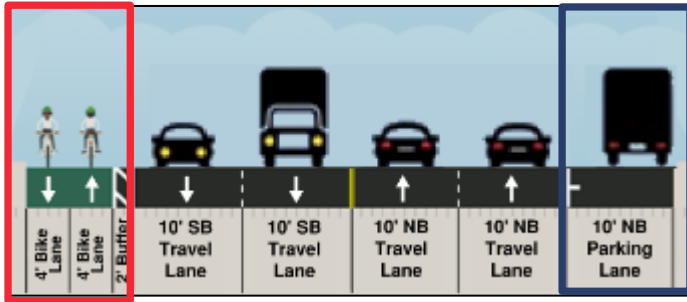 4' Bike
Lane
4' Bike
Lane
2' Buffer
10' SB
Travel
Lane
10' SB
Travel
Lane
10' NB
Travel
Lane
10' NB
Travel
Lane
10' NB
Parking
Lane